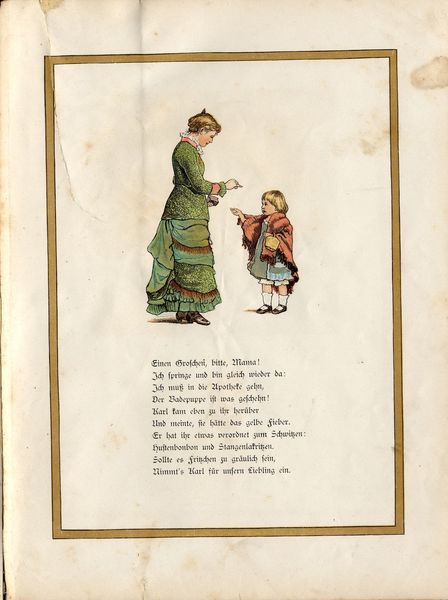 Einen Groschen, bitte, Mama!
Ich springe und bin gleich wieder da:
Ich muß in die Apotheke gehn,
Der Badepuppe ist was geschehn!
Karl kam eben zu ihr herüber
Und meinte, sie hätte das gelbe Fieber.
Er hat ihr etwas verordnet zum Schwitzen:
Hustenbonbon und Stangenlakritzen.
Sollte es Fritzchen zu gräulich sein,
Nimmt's Karl für unsern Liebling ein.